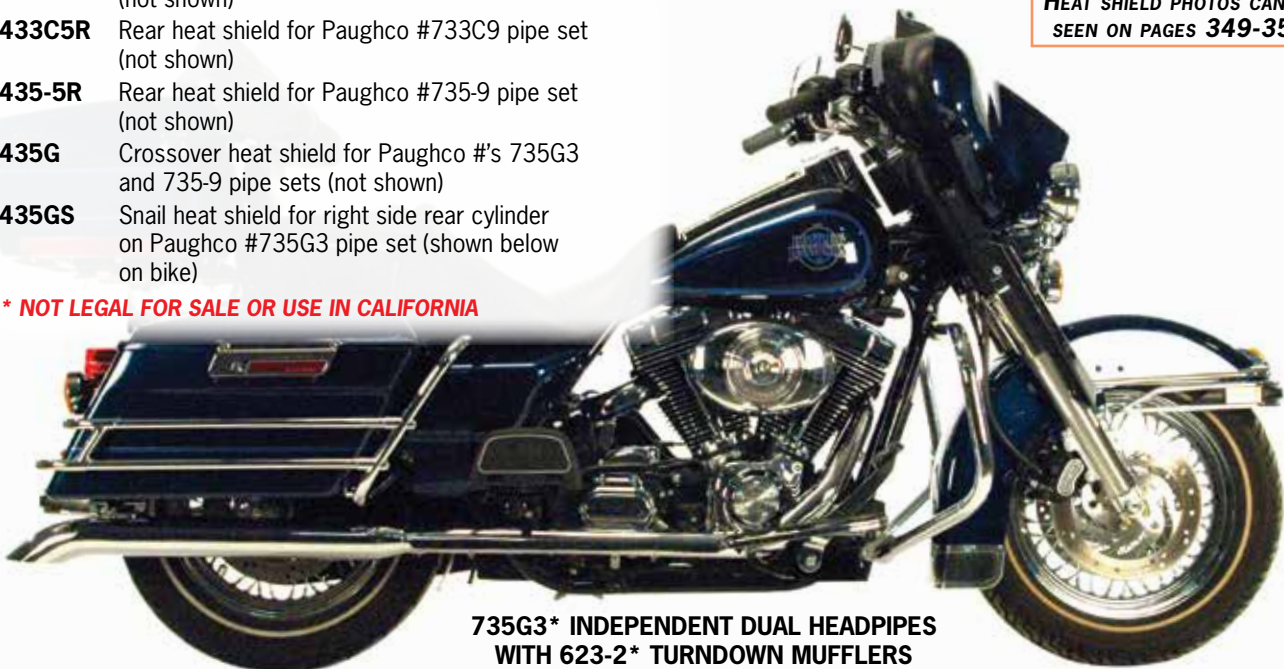 (not shown)
433C5R Rear heat shield for Paughco #733C9 pipe set
(not shown)
435-5R Rear heat shield for Paughco #735-9 pipe set
(not shown)
435G Crossover heat shield for Paughco #'s 735G3
and 735-9 pipe sets (not shown)
435GS Snail heat shield for right side rear cylinder
on Paughco #735G3 pipe set (shown below
on bike)
* NOT LEGAL FOR SALE OR USE IN CALIFORNIA
HEAT SHIELD PHOTOS CAN
SEEN ON PAGES 349-35
735G3* INDEPENDENT DUAL HEADPIPES
WITH 623-2* TURNDOWN MUFFLERS